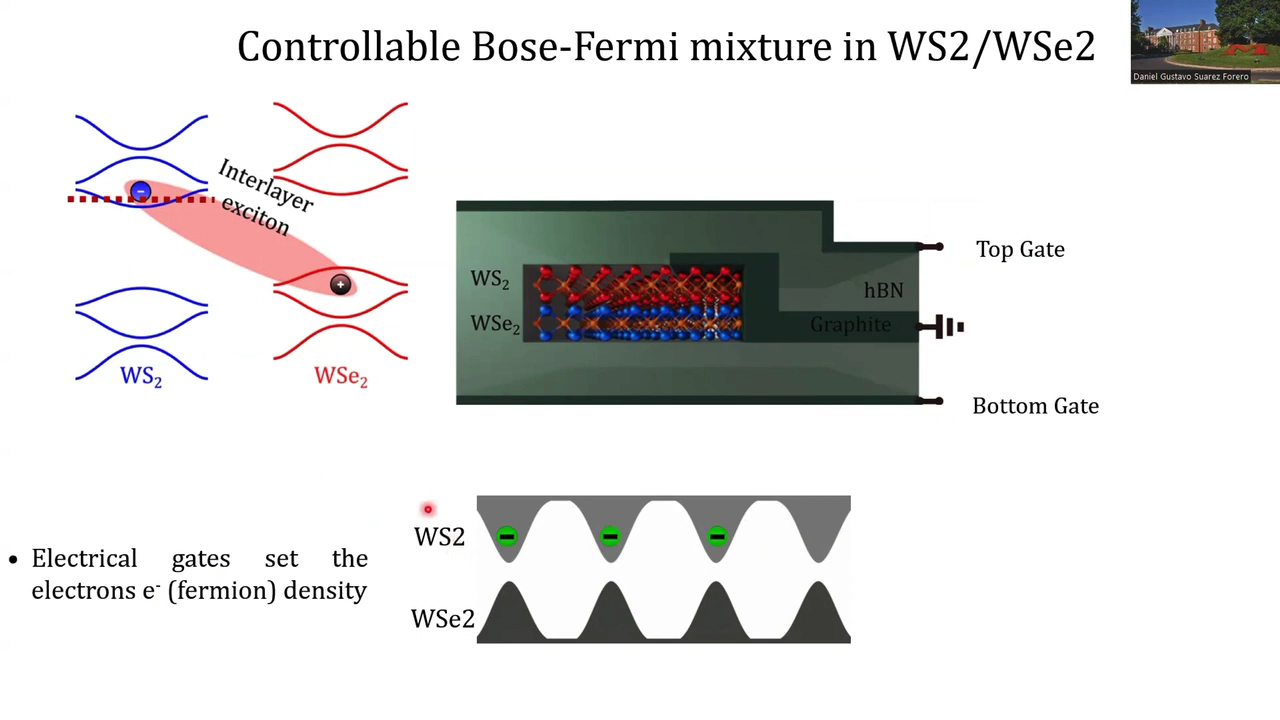 Controllable Bose-Fermi mixture in WS2/WSe2
Daniel Gustavo Suarez Forero
Interlayer
exciton
WS₂
WSe₂
WS₂
WSe₂
hBN
Graphite
Top Gate
Bottom Gate
• Electrical gates set the
electrons e⁻ (fermion) density
WS2
WSe2